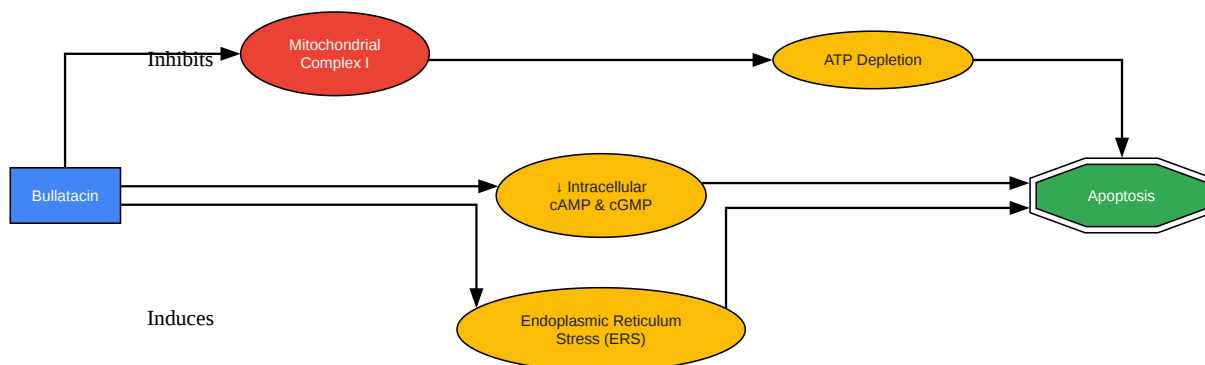 Mitochondrial
Complex I
Inhibits
ATP Depletion
Bullatacin
↓ Intracellular
cAMP & cGMP
Apoptosis
Endoplasmic Reticulum
Stress (ERS)
Induces